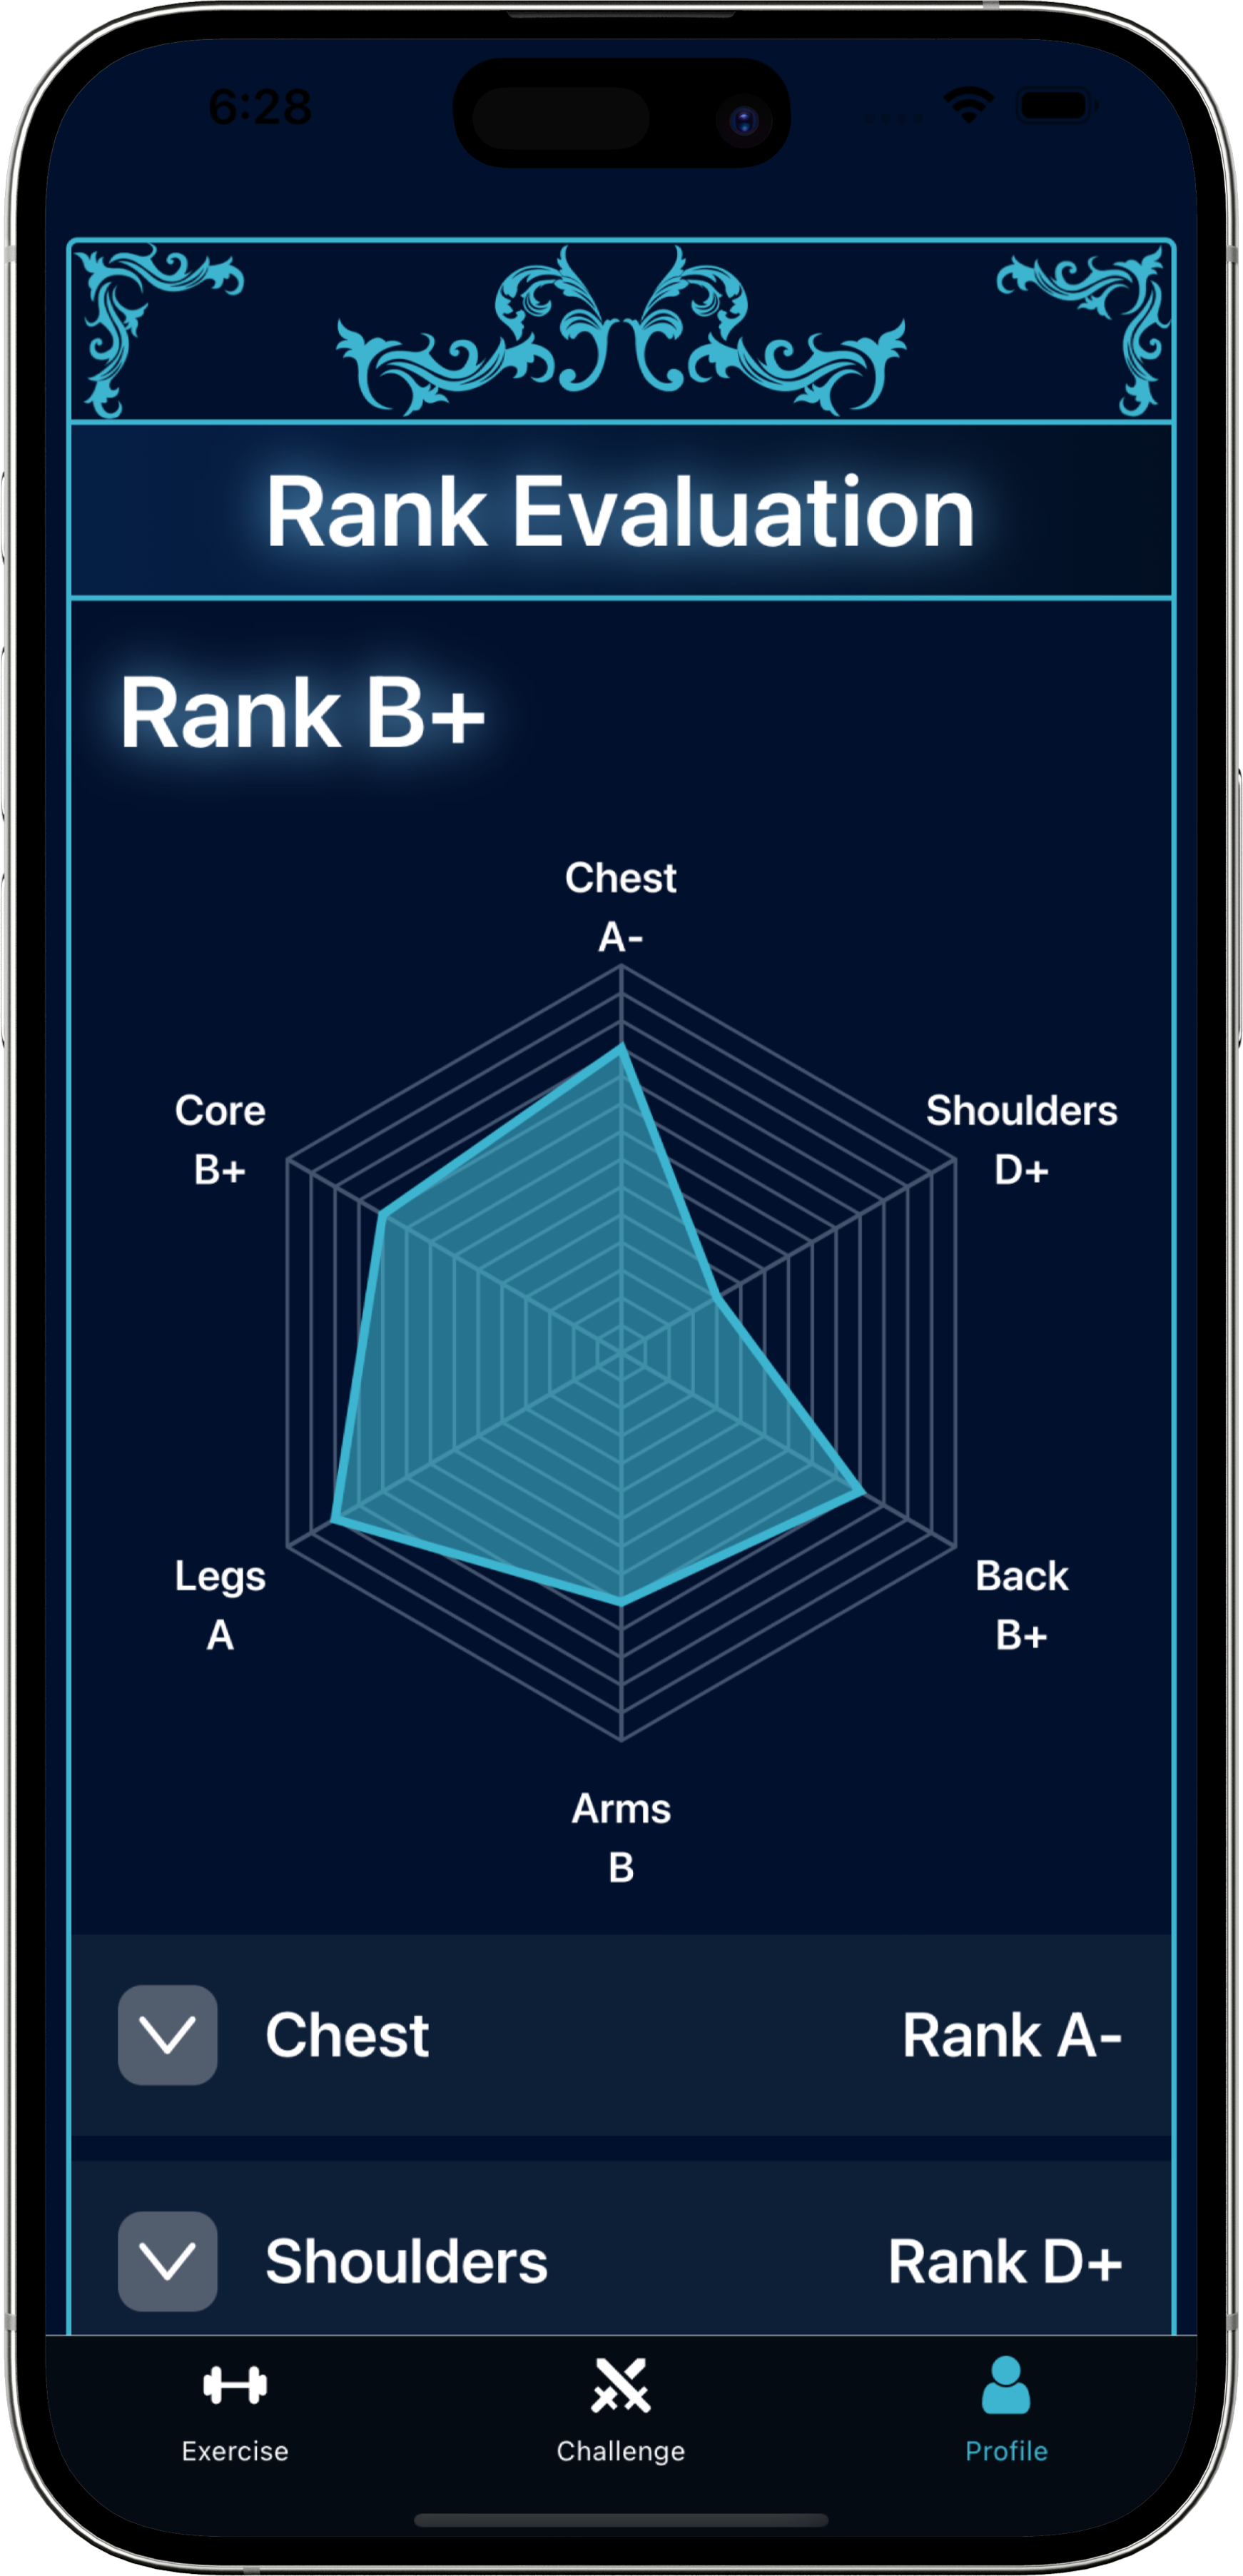 6:28
Rank Evaluation
Rank B+
Chest
A-
Core
B+
Shoulders
D+
Legs
A
Back
B+
Arms
B
Chest Rank A-
Shoulders Rank D+
Exercise Challenge Profile